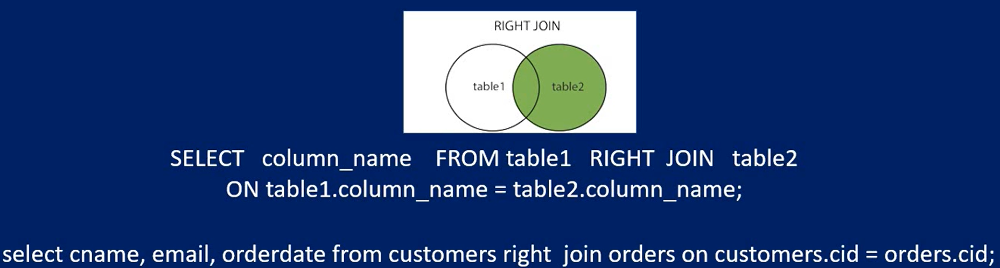 RIGHT JOIN
table1
table2
SELECT column_name FROM table1 RIGHT JOIN table2
ON table1.column_name = table2.column_name;
select cname, email, orderdate from customers right join orders on customers.cid = orders.cid;